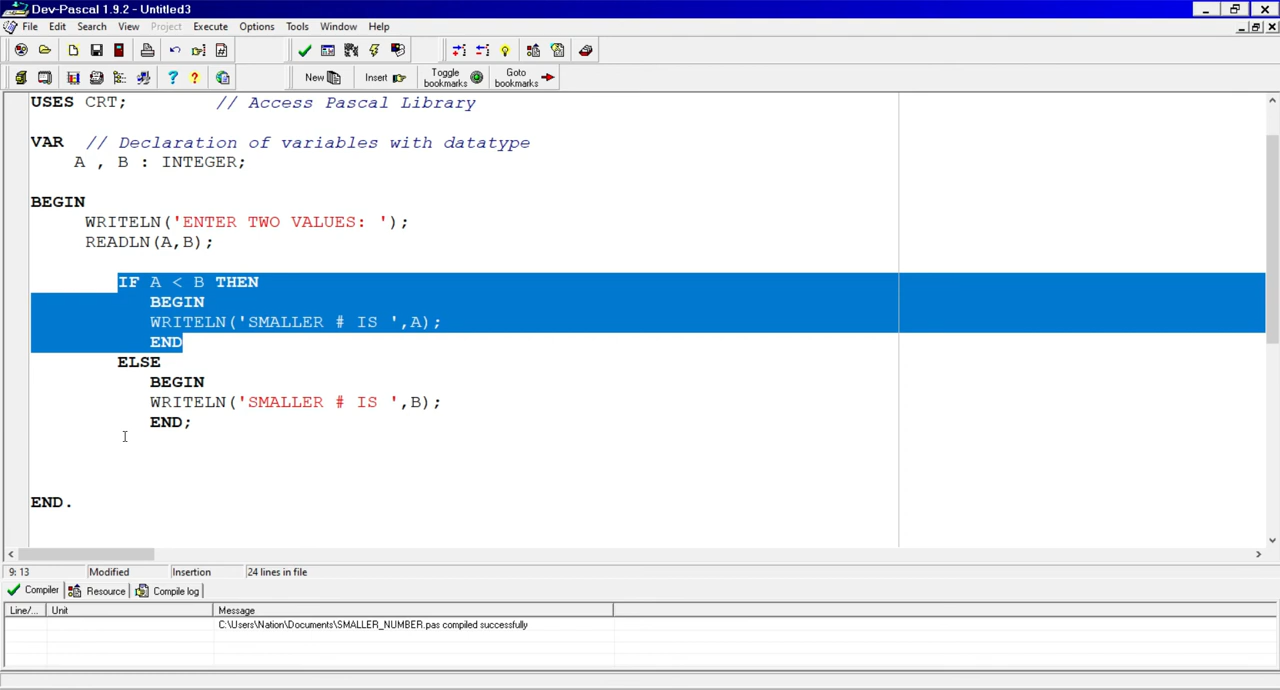 Dev-Pascal 1.9.2 - Untitled3
File Edit Search View Project Execute Options Tools Window Help
New Insert Toggle bookmarks Goto bookmarks
USES CRT; // Access Pascal Library
VAR // Declaration of variables with datatype
A , B : INTEGER;
BEGIN
WRITELN('ENTER TWO VALUES: ');
READLN(A,B);
IF A < B THEN
BEGIN
WRITELN('SMALLER # IS ',A);
END
ELSE
BEGIN
WRITELN('SMALLER # IS ',B);
END;
END.
9: 13 Modified Insertion 24 lines in file
Compiler Resource Compile log
Line/... Unit Message
C:\Users\Nation\Documents\SMALLER_NUMBER.pas compiled successfully